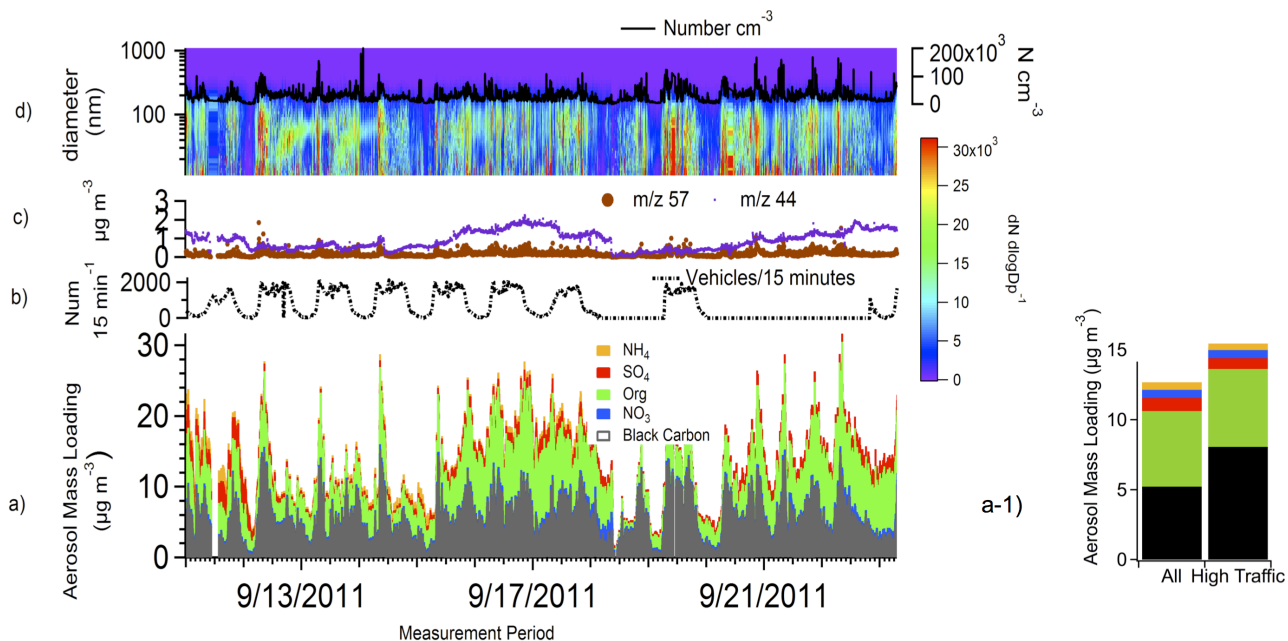 Number cm-3
d)
diameter
(nm)
1000
100
200x10^3
100
0
N cm-3
c)
µg m-3
3
2
1
0
m/z 57
m/z 44
b)
Num
15 min-1
2000
0
Vehicles/15 minutes
30x10^3
25
20
15
10
5
0
dN dlogDp-1
a)
Aerosol Mass Loading
(µg m-3)
30
20
10
0
NH4
SO4
Org
NO3
Black Carbon
9/13/2011
9/17/2011
9/21/2011
Measurement Period
a-1)
Aerosol Mass Loading (µg m-3)
15
10
5
0
All
High Traffic